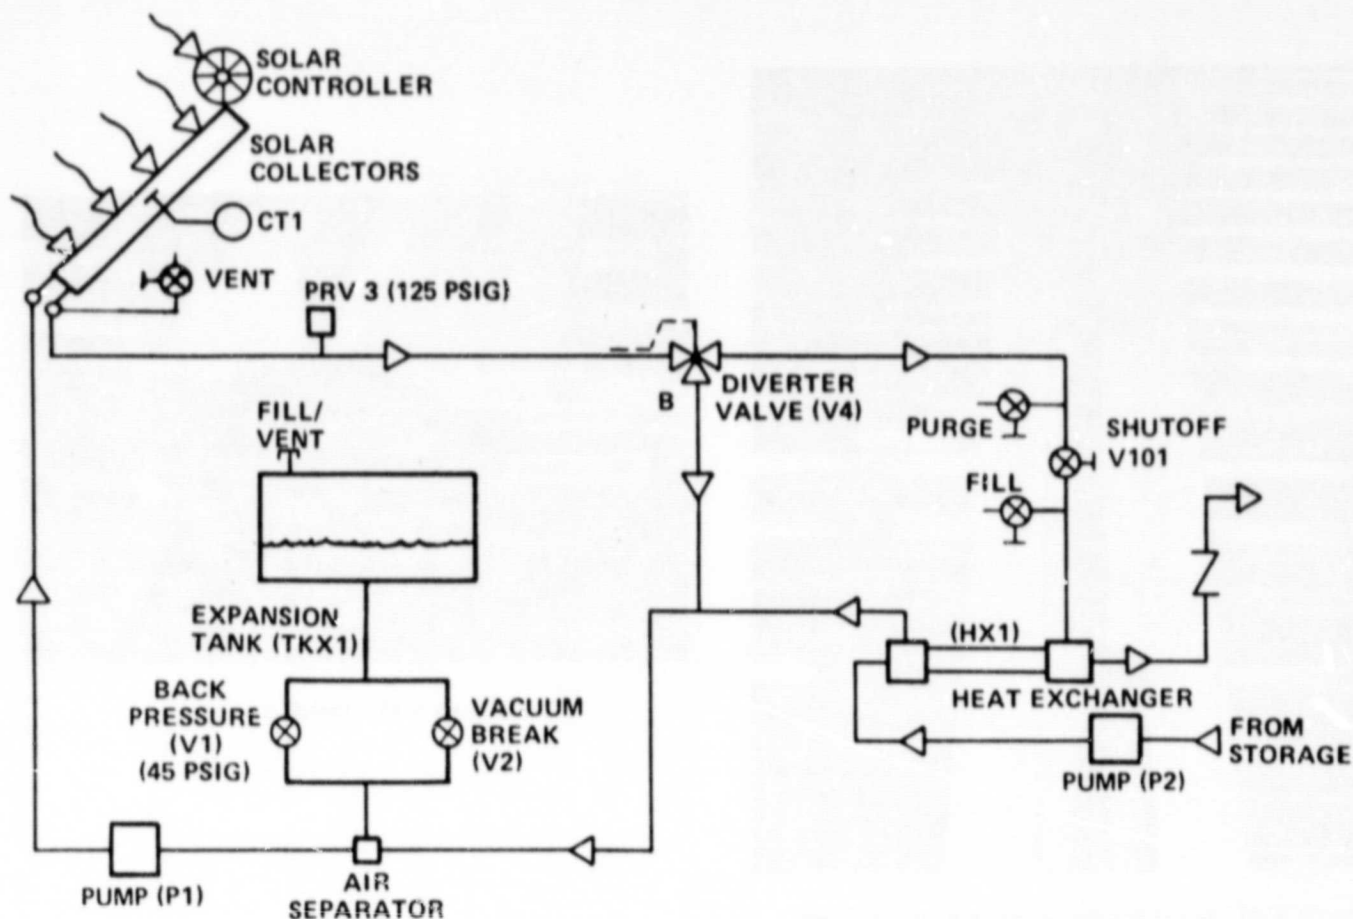 SOLAR
CONTROLLER
SOLAR
COLLECTORS
CT1
VENT
PRV 3 (125 PSIG)
DIVERTER
VALVE (V4)
B
FILL/
VENT
PURGE
SHUTOFF
V101
FILL
EXPANSION
TANK (TKX1)
(HX1)
HEAT EXCHANGER
BACK
PRESSURE
(V1)
(45 PSIG)
VACUUM
BREAK
(V2)
FROM
STORAGE
PUMP (P2)
PUMP (P1)
AIR
SEPARATOR